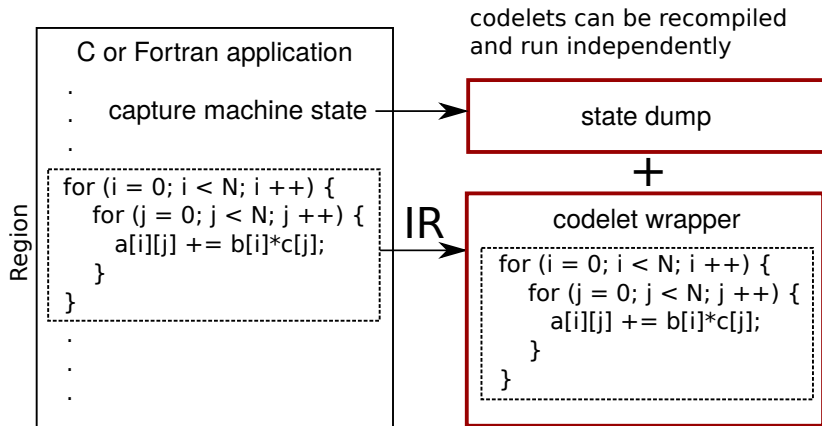 codelets can be recompiled
and run independently
C or Fortran application
.
capture machine state
.
.
state dump
+
Region
for (i = 0; i < N; i ++) {
for (j = 0; j < N; j ++) {
a[i][j] += b[i]*c[j];
}
}
.
.
.
IR
codelet wrapper
for (i = 0; i < N; i ++) {
for (j = 0; j < N; j ++) {
a[i][j] += b[i]*c[j];
}
}